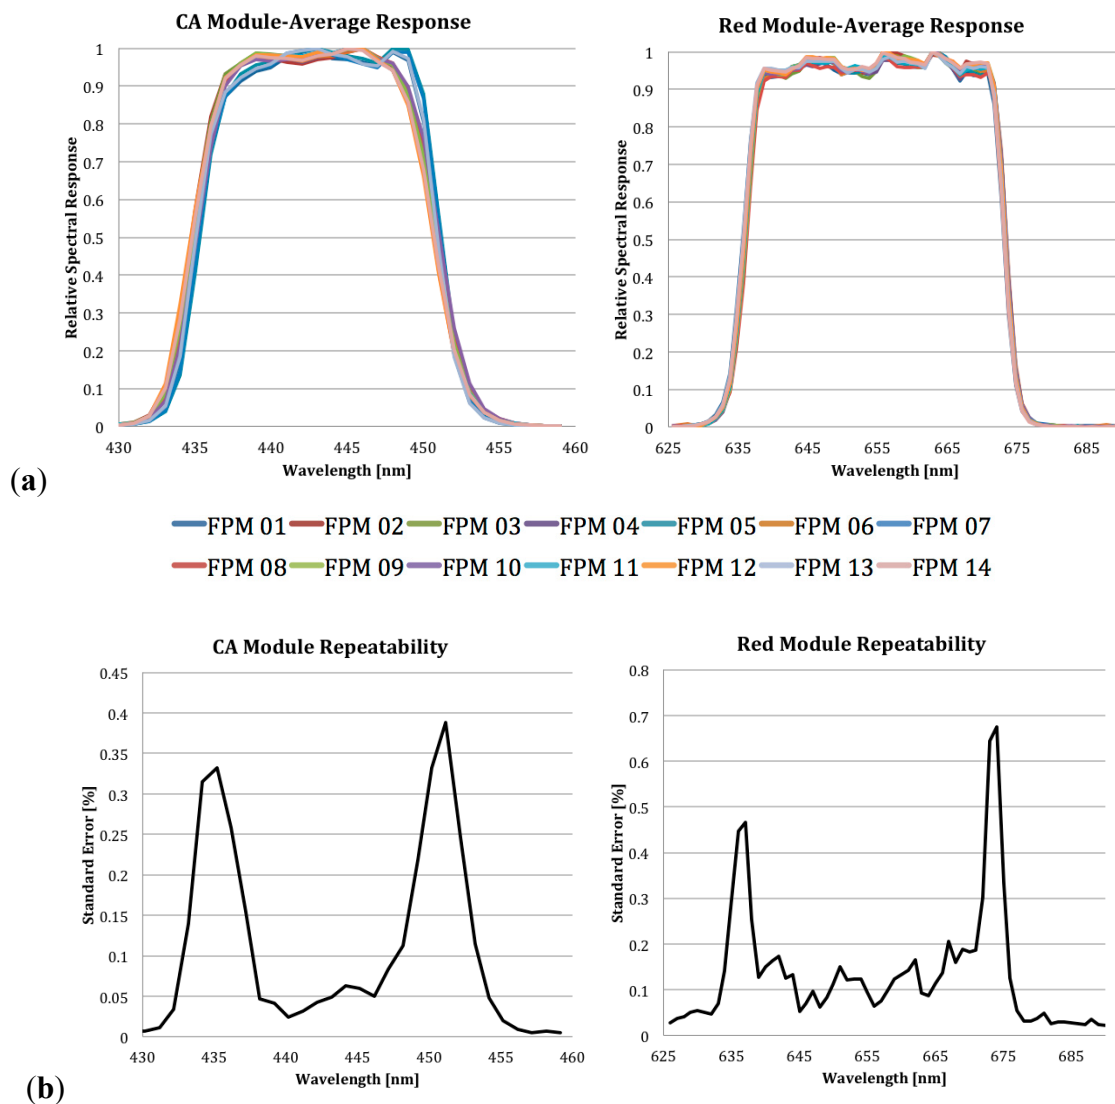 CA Module-Average Response
Relative Spectral Response
1
0.9
0.8
0.7
0.6
0.5
0.4
0.3
0.2
0.1
0
430 435 440 445 450 455 460
Wavelength [nm]
Red Module-Average Response
Relative Spectral Response
1
0.9
0.8
0.7
0.6
0.5
0.4
0.3
0.2
0.1
0
625 635 645 655 665 675 685
Wavelength [nm]
(a)
FPM 01 FPM 02 FPM 03 FPM 04 FPM 05 FPM 06 FPM 07
FPM 08 FPM 09 FPM 10 FPM 11 FPM 12 FPM 13 FPM 14
CA Module Repeatability
Standard Error [%]
0.45
0.4
0.35
0.3
0.25
0.2
0.15
0.1
0.05
0
430 435 440 445 450 455 460
Wavelength [nm]
Red Module Repeatability
Standard Error [%]
0.8
0.7
0.6
0.5
0.4
0.3
0.2
0.1
0
625 635 645 655 665 675 685
Wavelength [nm]
(b)